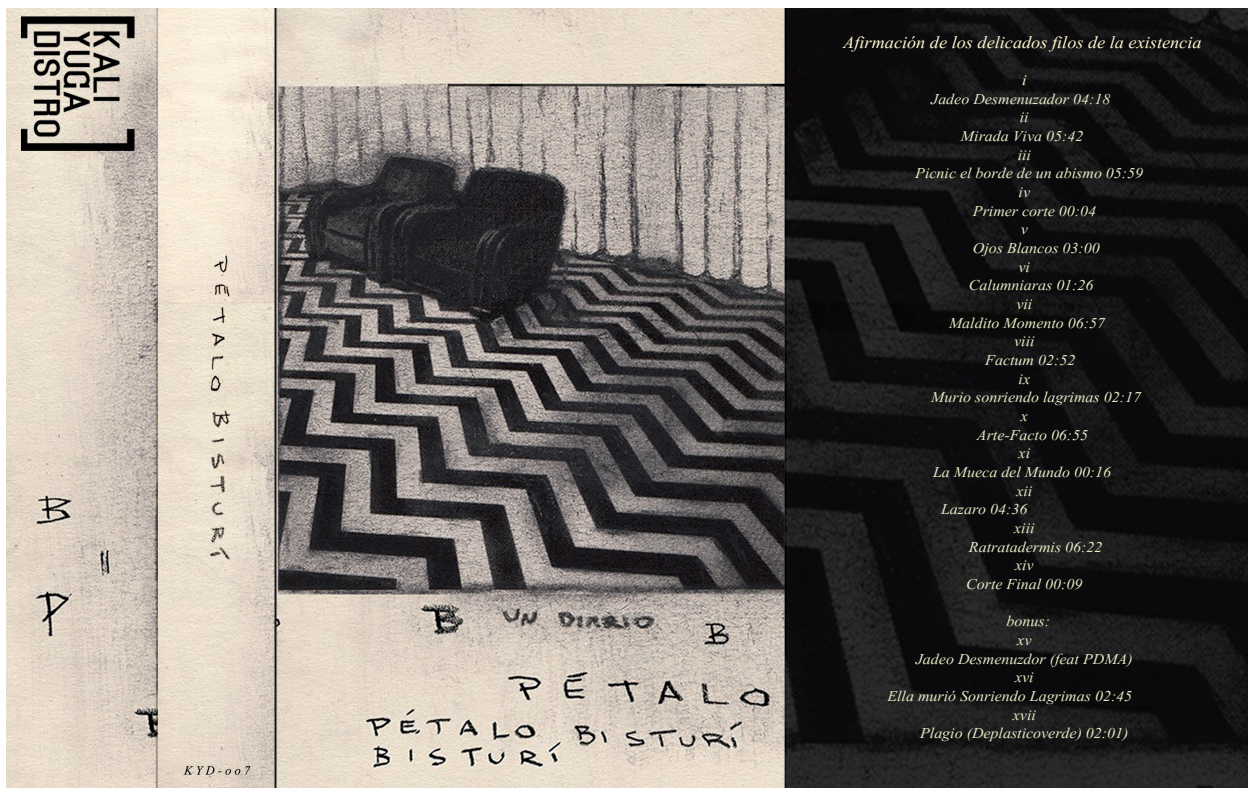 KALI
YUGA
DISTRO
B
=
P
PÉTALO BISTURÍ
KYD-007
B UN DIARIO
B
PÉTALO
PÉTALO BISTURÍ
BISTURÍ
Afirmación de los delicados filos de la existencia
i
Jadeo Desmenuzador 04:18
ii
Mirada Viva 05:42
iii
Picnic el borde de un abismo 05:59
iv
Primer corte 00:04
v
Ojos Blancos 03:00
vi
Calumniaras 01:26
vii
Maldito Momento 06:57
viii
Factum 02:52
ix
Murio sonriendo lagrimas 02:17
x
Arte-Facto 06:55
xi
La Mueca del Mundo 00:16
xii
Lazaro 04:36
xiii
Ratratadermis 06:22
xiv
Corte Final 00:09
bonus:
xv
Jadeo Desmenuzdor (feat PDMA)
xvi
Ella murió Sonriendo Lagrimas 02:45
xvii
Plagio (Deplasticoverde) 02:01)